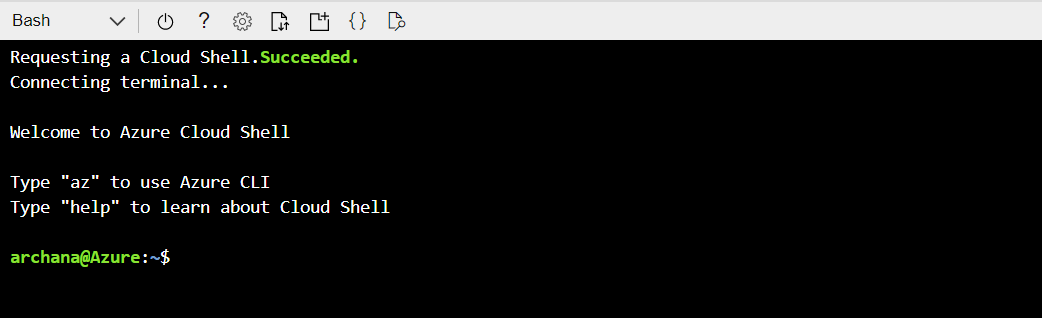 Bash
?
{}
Requesting a Cloud Shell.Succeeded.
Connecting terminal...
Welcome to Azure Cloud Shell
Type "az" to use Azure CLI
Type "help" to learn about Cloud Shell
archana@Azure:~$